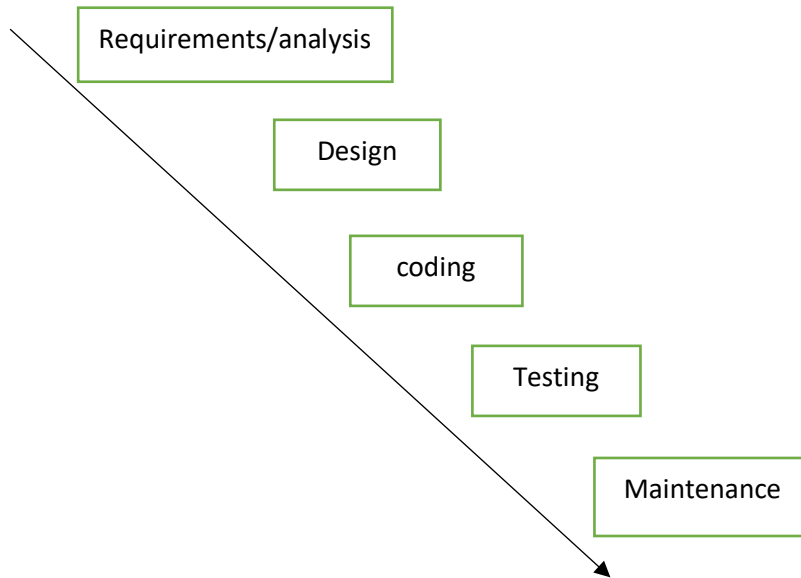 Requirements/analysis
Design
coding
Testing
Maintenance